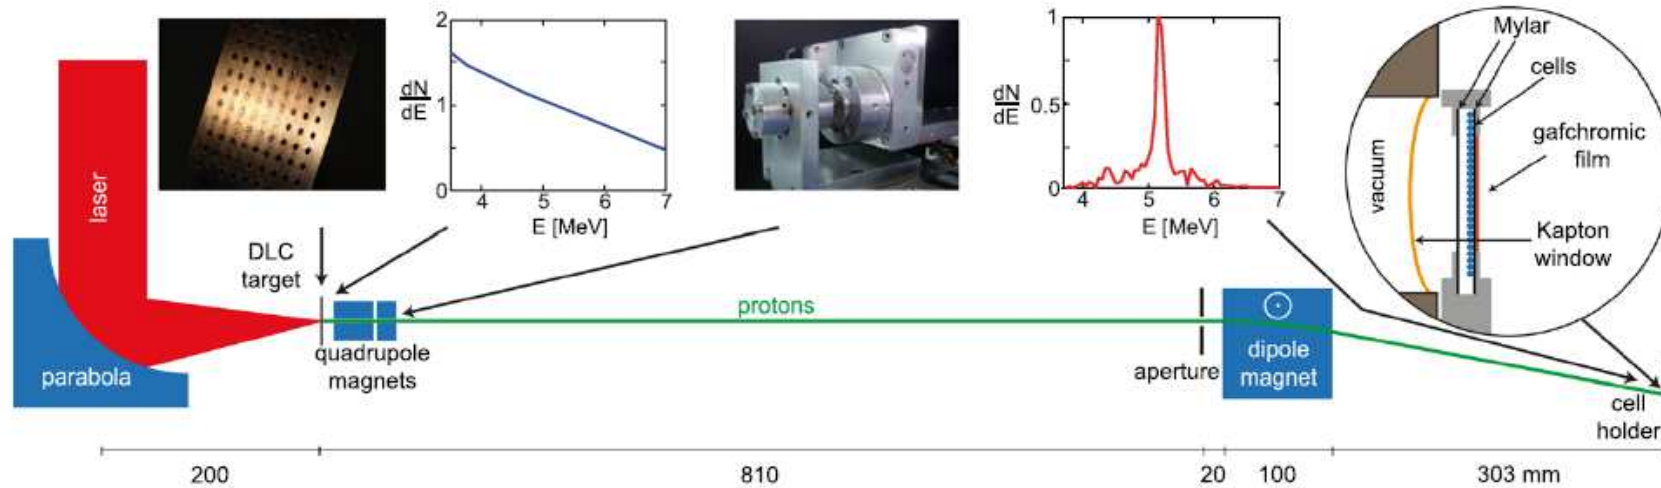 laser
parabola
DLC
target
2
1
0
dN
dE
4
5
6
7
E [MeV]
quadrupole
magnets
protons
1
0.5
0
dN
dE
4
5
6
7
E [MeV]
aperture
dipole
magnet
Mylar
cells
gafchromic
film
vacuum
Kapton
window
cell
holder
200
810
20
100
303 mm